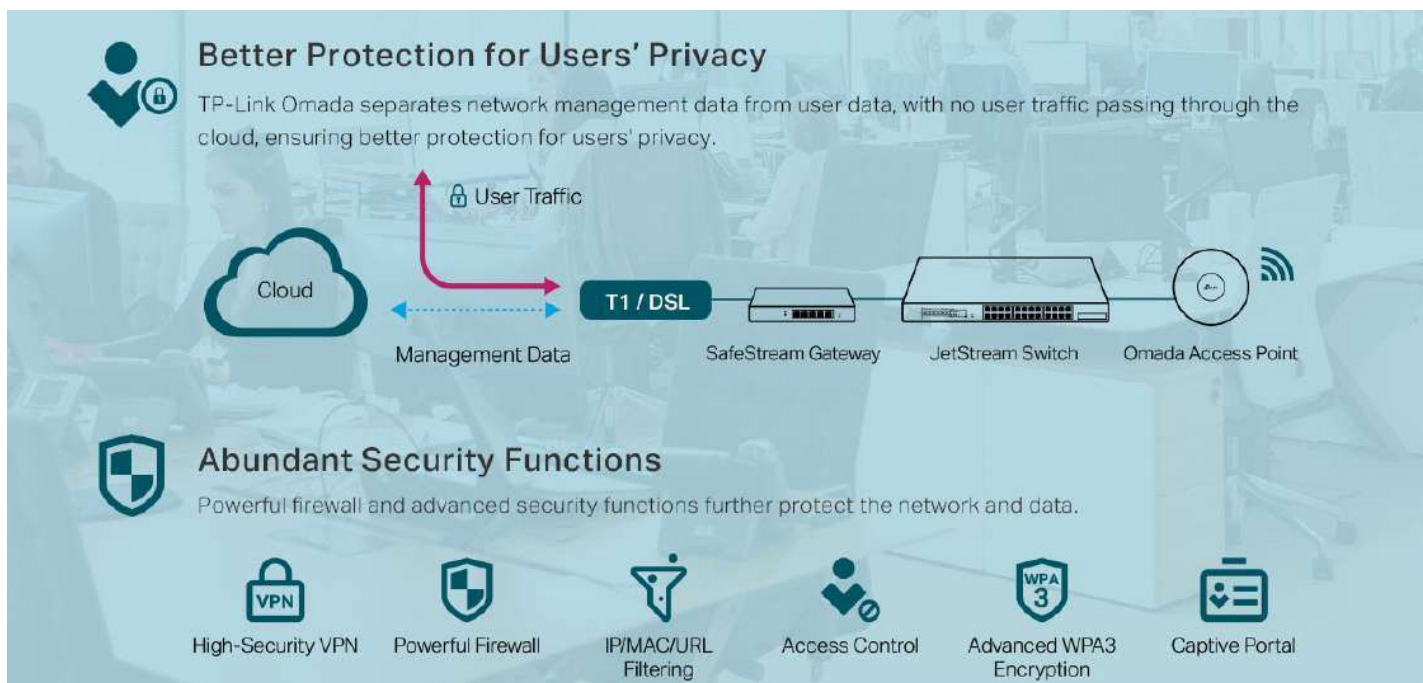 Better Protection for Users' Privacy
TP-Link Omada separates network management data from user data, with no user traffic passing through the
cloud, ensuring better protection for users' privacy.
User Traffic
Cloud
T1 / DSL
Management Data
SafeStream Gateway
JetStream Switch
Omada Access Point
Abundant Security Functions
Powerful firewall and advanced security functions further protect the network and data.
VPN
WPA
3
High-Security VPN
Powerful Firewall
IP/MAC/URL
Filtering
Access Control
Advanced WPA3
Encryption
Captive Portal